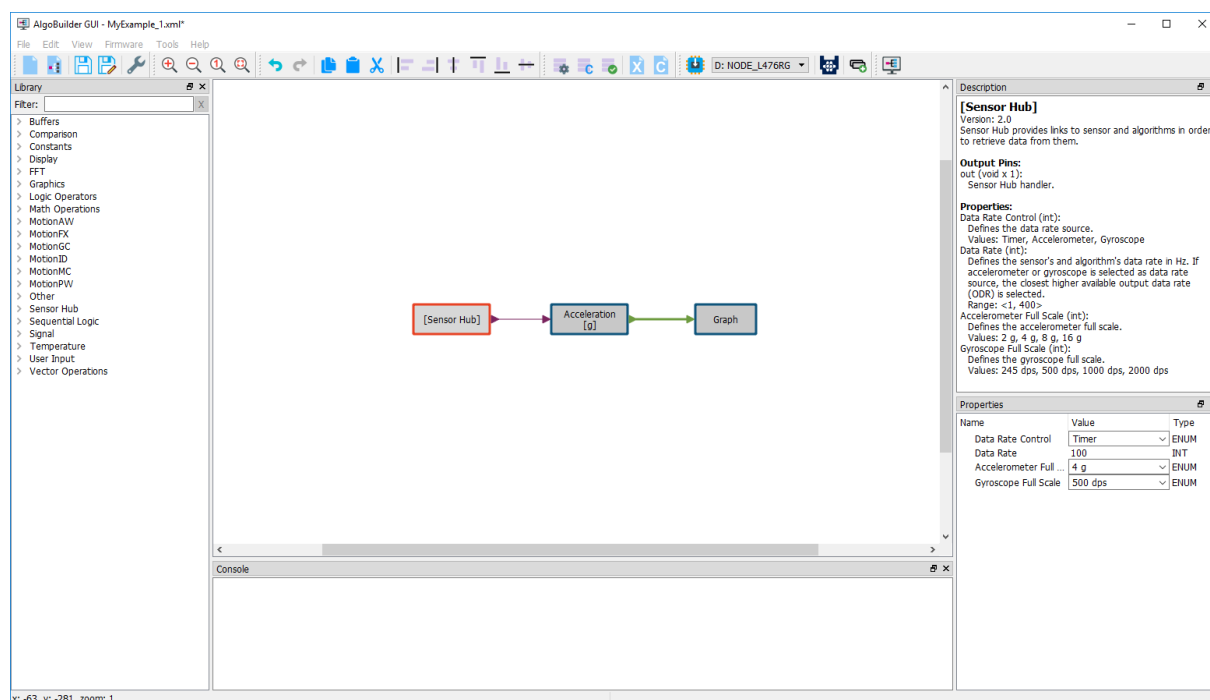 AlgoBuilder GUI - MyExample_1.xml*
File Edit View Firmware Tools Help
D: NODE_L476RG
Library
Filter:
X
> Buffers
> Comparison
> Constants
> Display
> FFT
> Graphics
> Logic Operators
> Math Operations
> MotionAW
> MotionFX
> MotionGC
> MotionID
> MotionMC
> MotionPW
> Other
> Sensor Hub
> Sequential Logic
> Signal
> Temperature
> User Input
> Vector Operations
[Sensor Hub]
Acceleration
[g]
Graph
Console
Description
[Sensor Hub]
Version: 2.0
Sensor Hub provides links to sensor and algorithms in order
to retrieve data from them.
Output Pins:
out (void x 1):
Sensor Hub handler.
Properties:
Data Rate Control (int):
Defines the data rate source.
Values: Timer, Accelerometer, Gyroscope
Data Rate (int):
Defines the sensor's and algorithm's data rate in Hz. If
accelerometer or gyroscope is selected as data rate
source, the closest higher available output data rate
(ODR) is selected.
Range: <1, 400>
Accelerometer Full Scale (int):
Defines the accelerometer full scale.
Values: 2 g, 4 g, 8 g, 16 g
Gyroscope Full Scale (int):
Defines the gyroscope full scale.
Values: 245 dps, 500 dps, 1000 dps, 2000 dps
Properties
Name Value Type
Data Rate Control Timer ENUM
Data Rate 100 INT
Accelerometer Full ... 4 g ENUM
Gyroscope Full Scale 500 dps ENUM
x: -63, y: -281, zoom: 1